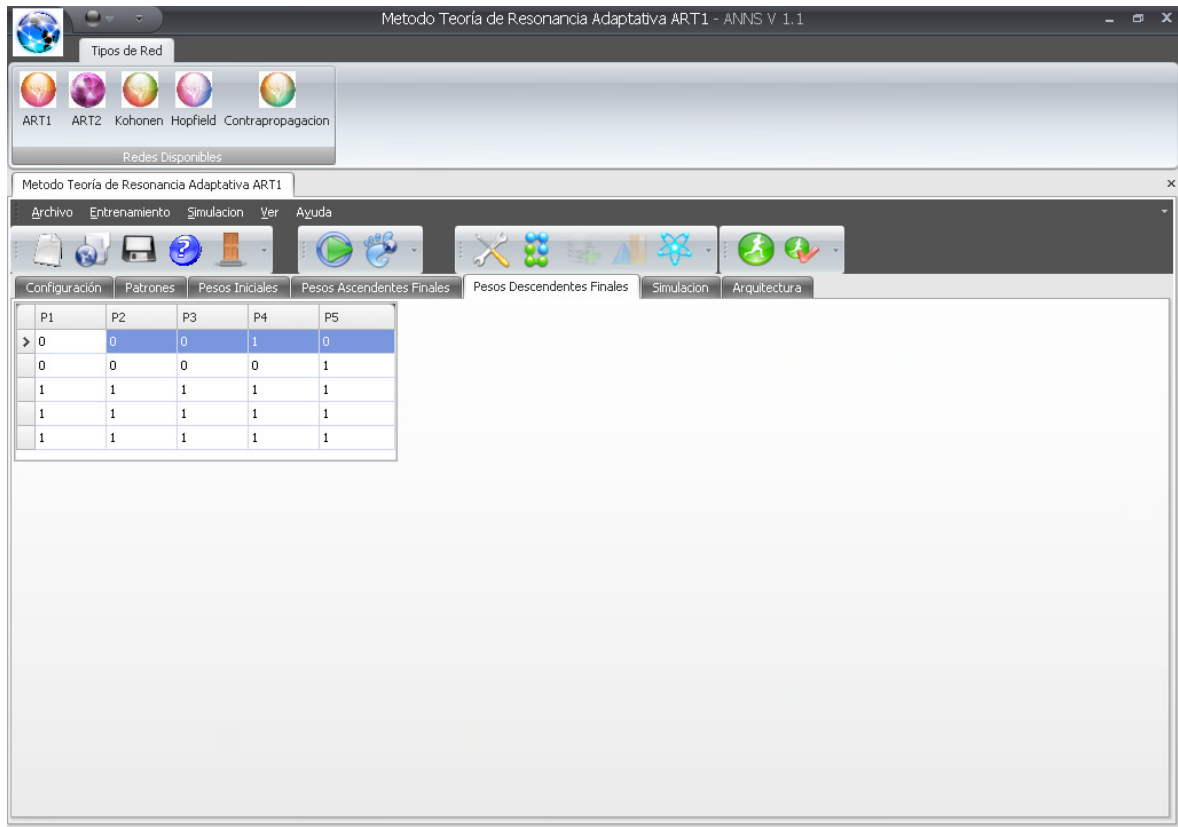 Metodo Teoría de Resonancia Adaptativa ART1 - ANNS V 1.1
Tipos de Red
ART1 ART2 Kohonen Hopfield Contrapropagacion
Redes Disponibles
Metodo Teoría de Resonancia Adaptativa ART1
Archivo Entrenamiento Simulacion Ver Ayuda
Configuración Patrones Pesos Iniciales Pesos Ascendentes Finales Pesos Descendentes Finales Simulacion Arquitectura
P1 P2 P3 P4 P5
0 0 0 1 0
0 0 0 0 1
1 1 1 1 1
1 1 1 1 1
1 1 1 1 1